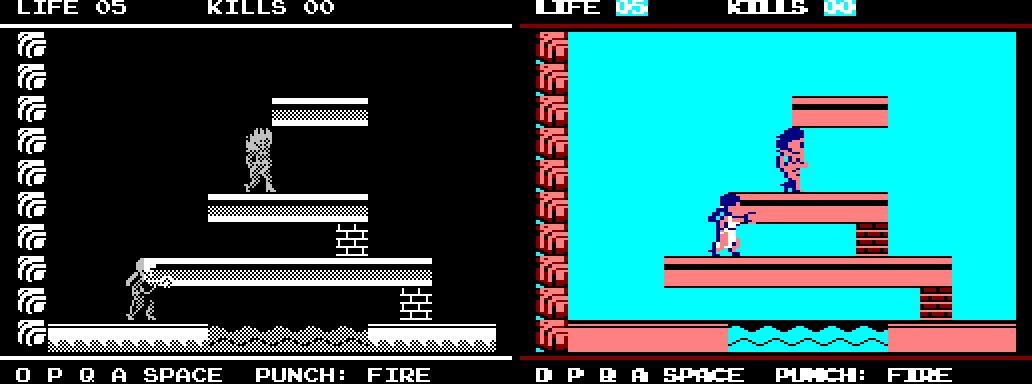 LIFE 05 KILLS 00
LIFE 05 KILLS 00
O P Q A SPACE PUNCH: FIRE
O P Q A SPACE PUNCH: FIRE